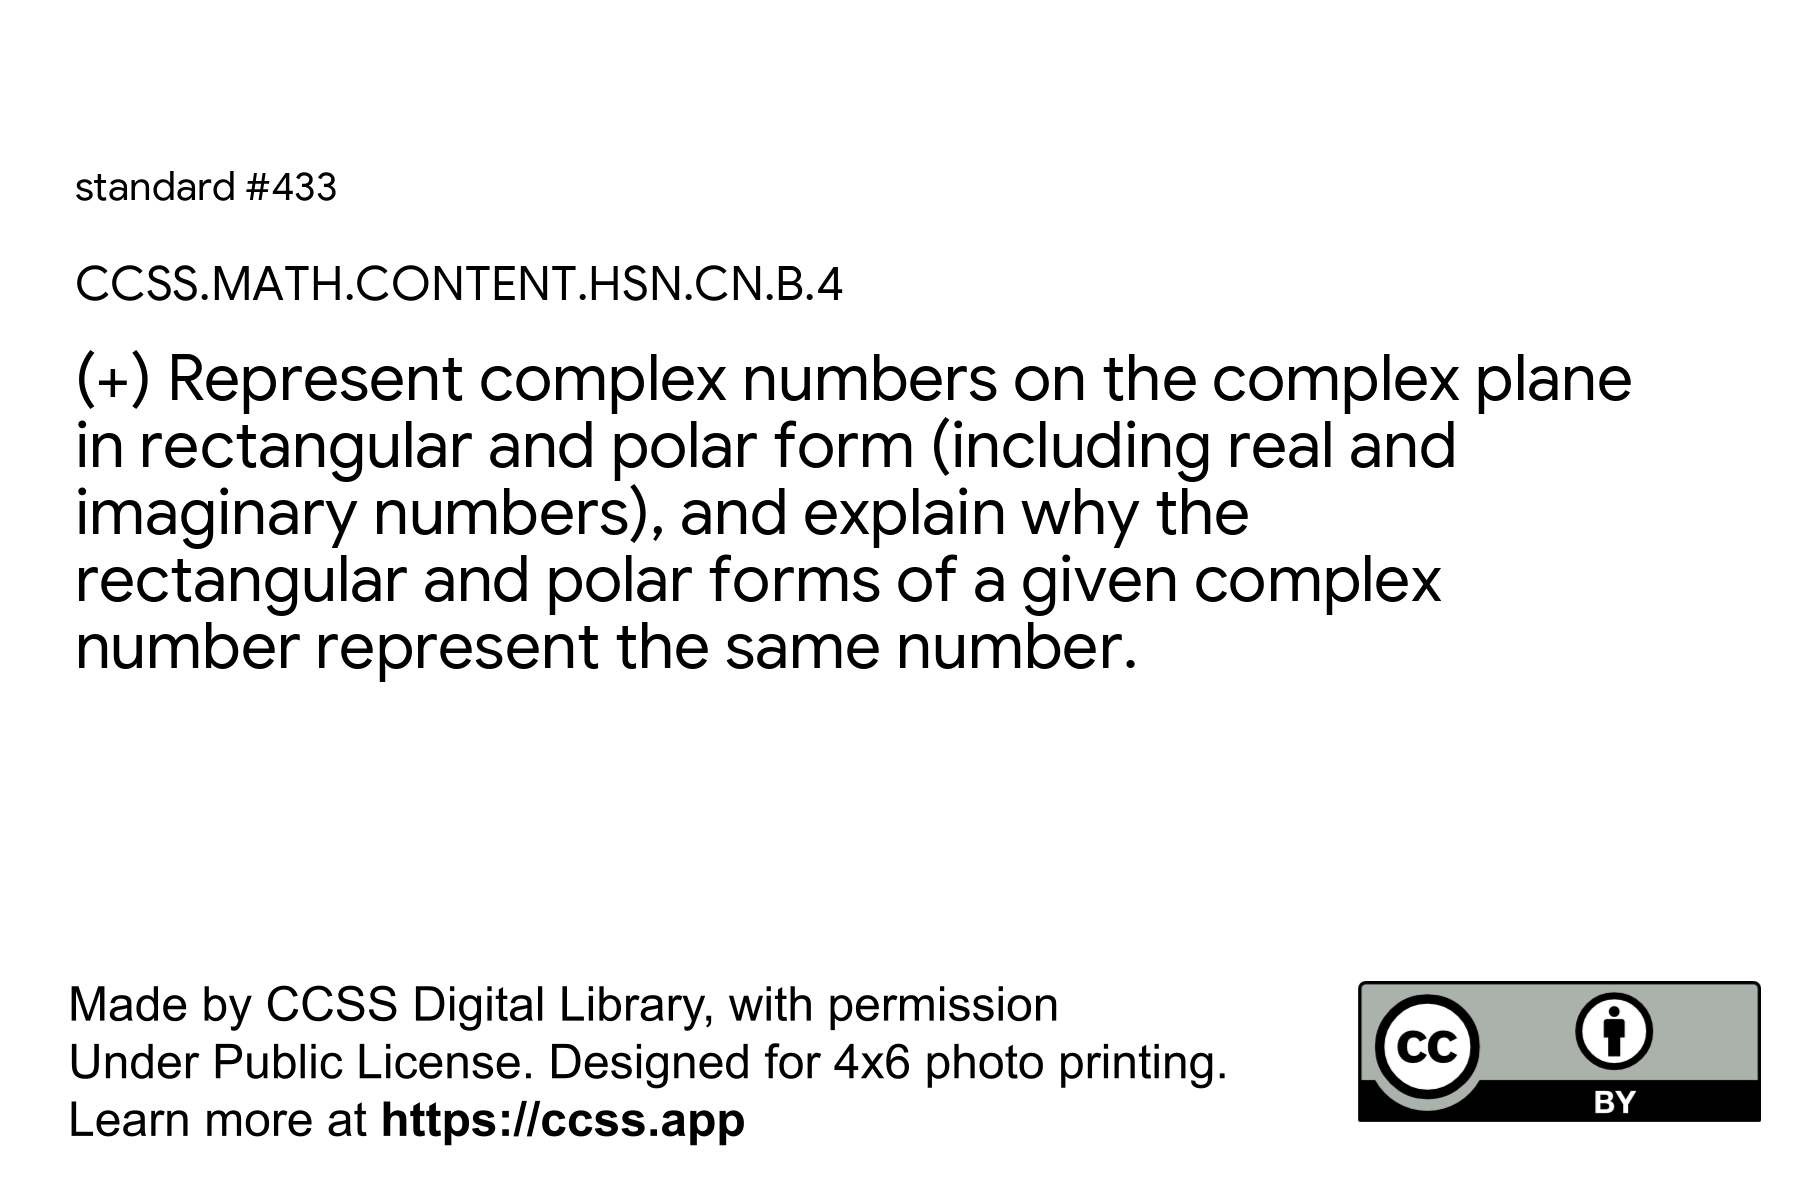 standard #433
CCSS.MATH.CONTENT.HSN.CN.B.4
(+) Represent complex numbers on the complex plane
in rectangular and polar form (including real and
imaginary numbers), and explain why the
rectangular and polar forms of a given complex
number represent the same number.
Made by CCSS Digital Library, with permission
Under Public License. Designed for 4x6 photo printing.
Learn more at https://ccss.app
CC
BY